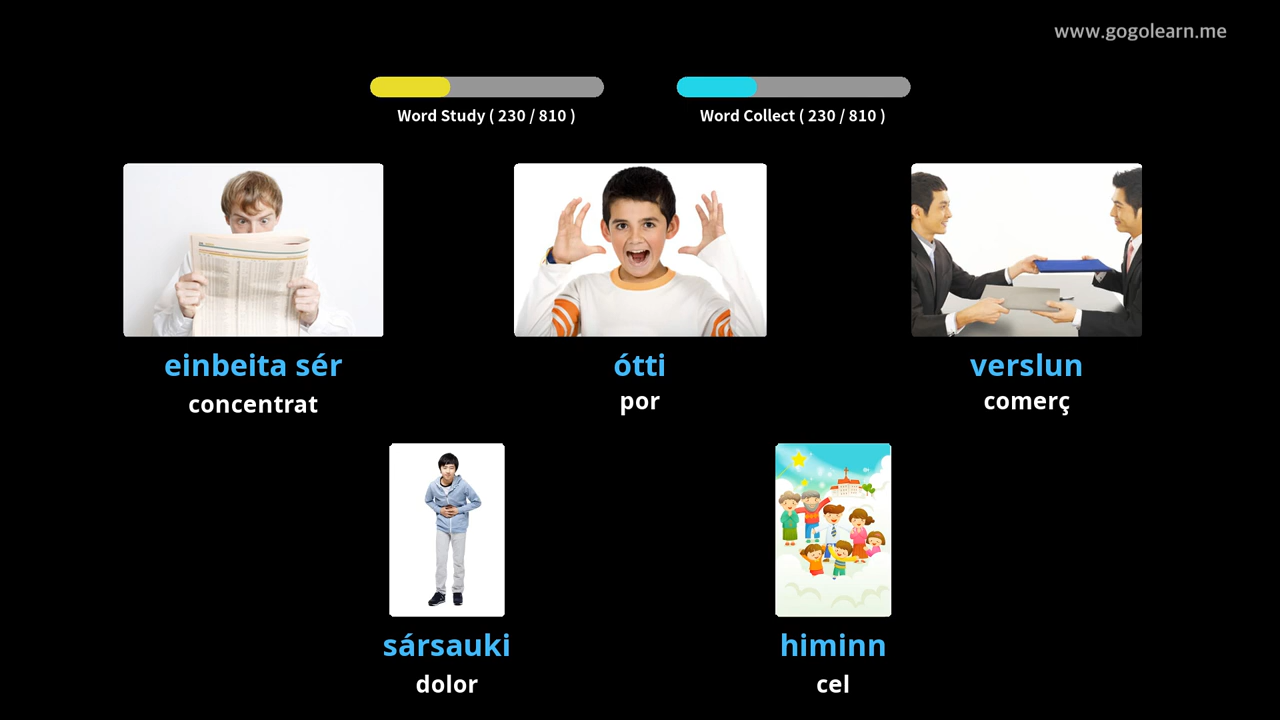 www.gogolearn.me
Word Study ( 230 / 810 )
Word Collect ( 230 / 810 )
einbeita sér
concentrat
ótti
por
verslun
comerç
sársauki
dolor
himinn
cel